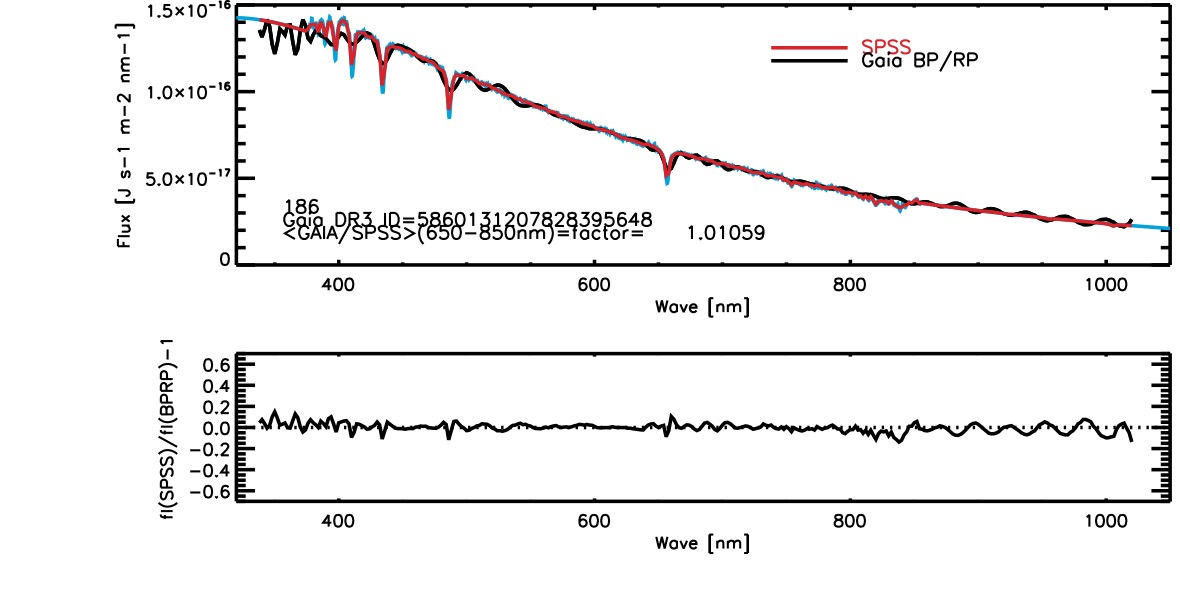 1.5×10−16
1.0×10−16
5.0×10−17
0
Flux [J s−1 m−2 nm−1]
SPSS
Gaia BP/RP
186
Gaia DR3 ID=5860131207828395648
<GAIA/SPSS>(650−850nm)=factor= 1.01059
400 600 800 1000
Wave [nm]
fl(SPSS)/fl(BPRP)−1
0.6
0.4
0.2
0.0
−0.2
−0.4
−0.6
400 600 800 1000
Wave [nm]